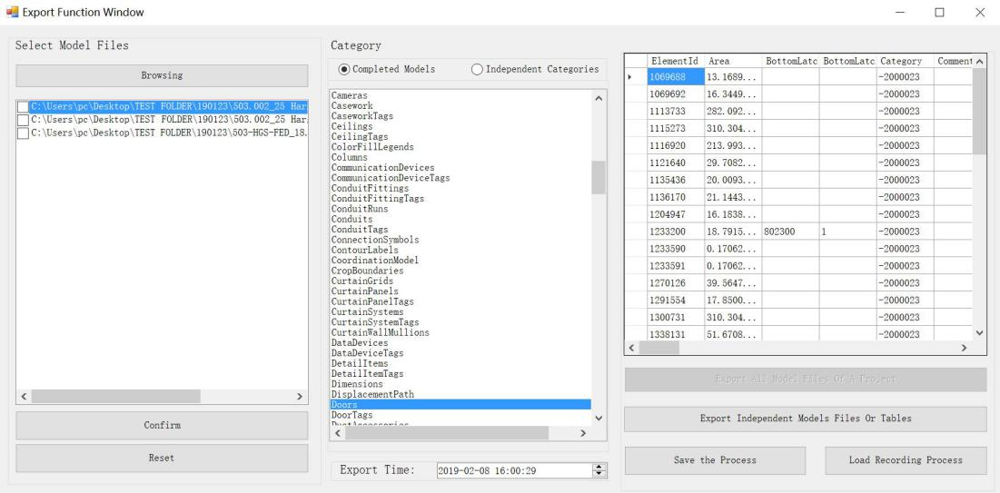 Export Function Window
Select Model Files
Browsing
C:\Users\pc\Desktop\TEST FOLDER\190123\503.002_25 Har
C:\Users\pc\Desktop\TEST FOLDER\190123\503.002_25 Har
C:\Users\pc\Desktop\TEST FOLDER\190123\503-HGS-FED_18.
Confirm
Reset
Category
Completed Models Independent Categories
Cameras
Casework
CaseworkTags
Ceilings
CeilingTags
ColorFillLegends
Columns
CommunicationDevices
CommunicationDeviceTags
ConduitFittings
ConduitFittingTags
ConduitRuns
Conduits
ConduitTags
ConnectionSymbols
ContourLabels
CoordinationModel
CropBoundaries
CurtainGrids
CurtainPanels
CurtainPanelTags
CurtainSystems
CurtainSystemTags
CurtainWallMullions
DataDevices
DataDeviceTags
DetailItems
DetailItemTags
Dimensions
DisplacementPath
Doors
DoorTags
DuctAccessories
Export Time: 2019-02-08 16:00:29
ElementId Area BottomLatc BottomLatc Category Comment
1069688 13.1689... -2000023
1069692 16.3449... -2000023
1113733 282.092... -2000023
1115273 310.304... -2000023
1116920 213.993... -2000023
1121640 29.7082... -2000023
1135436 20.0093... -2000023
1136170 21.1443... -2000023
1204947 16.1838... -2000023
1233200 18.7915... 802300 1 -2000023
1233590 0.17062... -2000023
1233591 0.17062... -2000023
1270126 39.5647... -2000023
1291554 17.8500... -2000023
1300731 310.304... -2000023
1338131 51.6708... -2000023
Export All Model Files Of A Project
Export Independent Models Files Or Tables
Save the Process
Load Recording Process